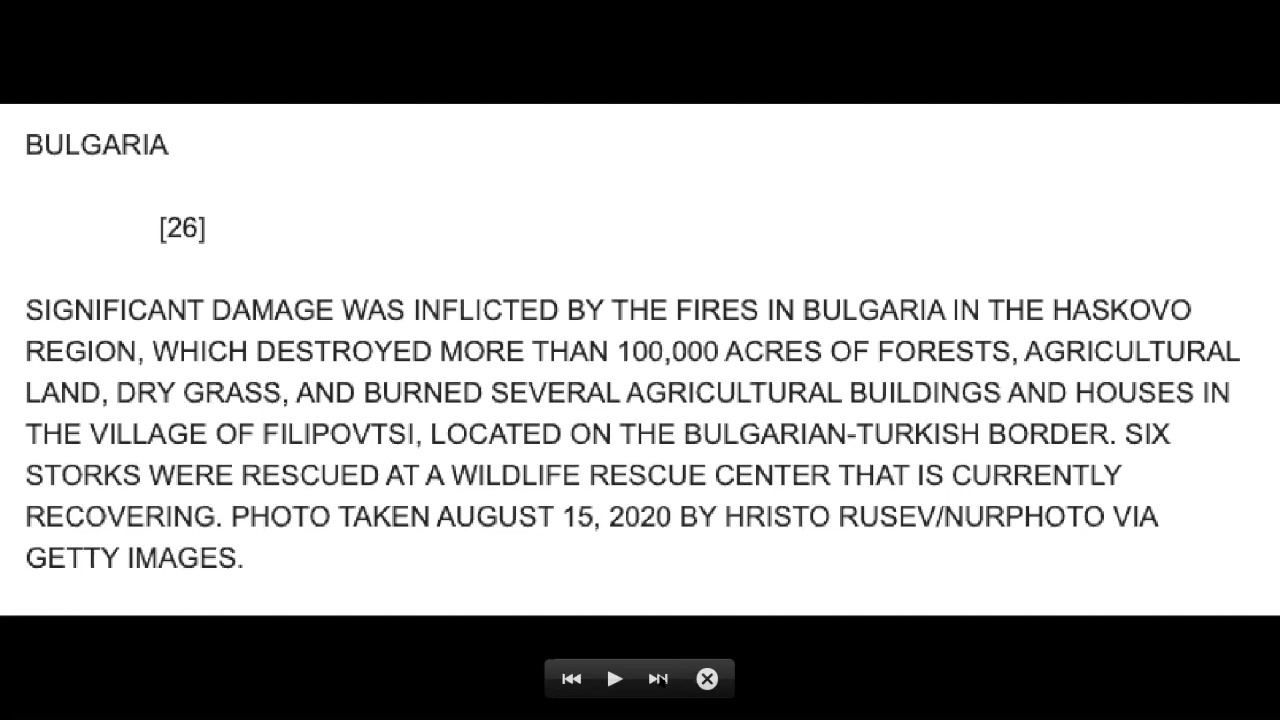 BULGARIA
[26]
SIGNIFICANT DAMAGE WAS INFLICTED BY THE FIRES IN BULGARIA IN THE HASKOVO
REGION, WHICH DESTROYED MORE THAN 100,000 ACRES OF FORESTS, AGRICULTURAL
LAND, DRY GRASS, AND BURNED SEVERAL AGRICULTURAL BUILDINGS AND HOUSES IN
THE VILLAGE OF FILIPOVTSI, LOCATED ON THE BULGARIAN-TURKISH BORDER. SIX
STORKS WERE RESCUED AT A WILDLIFE RESCUE CENTER THAT IS CURRENTLY
RECOVERING. PHOTO TAKEN AUGUST 15, 2020 BY HRISTO RUSEV/NURPHOTO VIA
GETTY IMAGES.